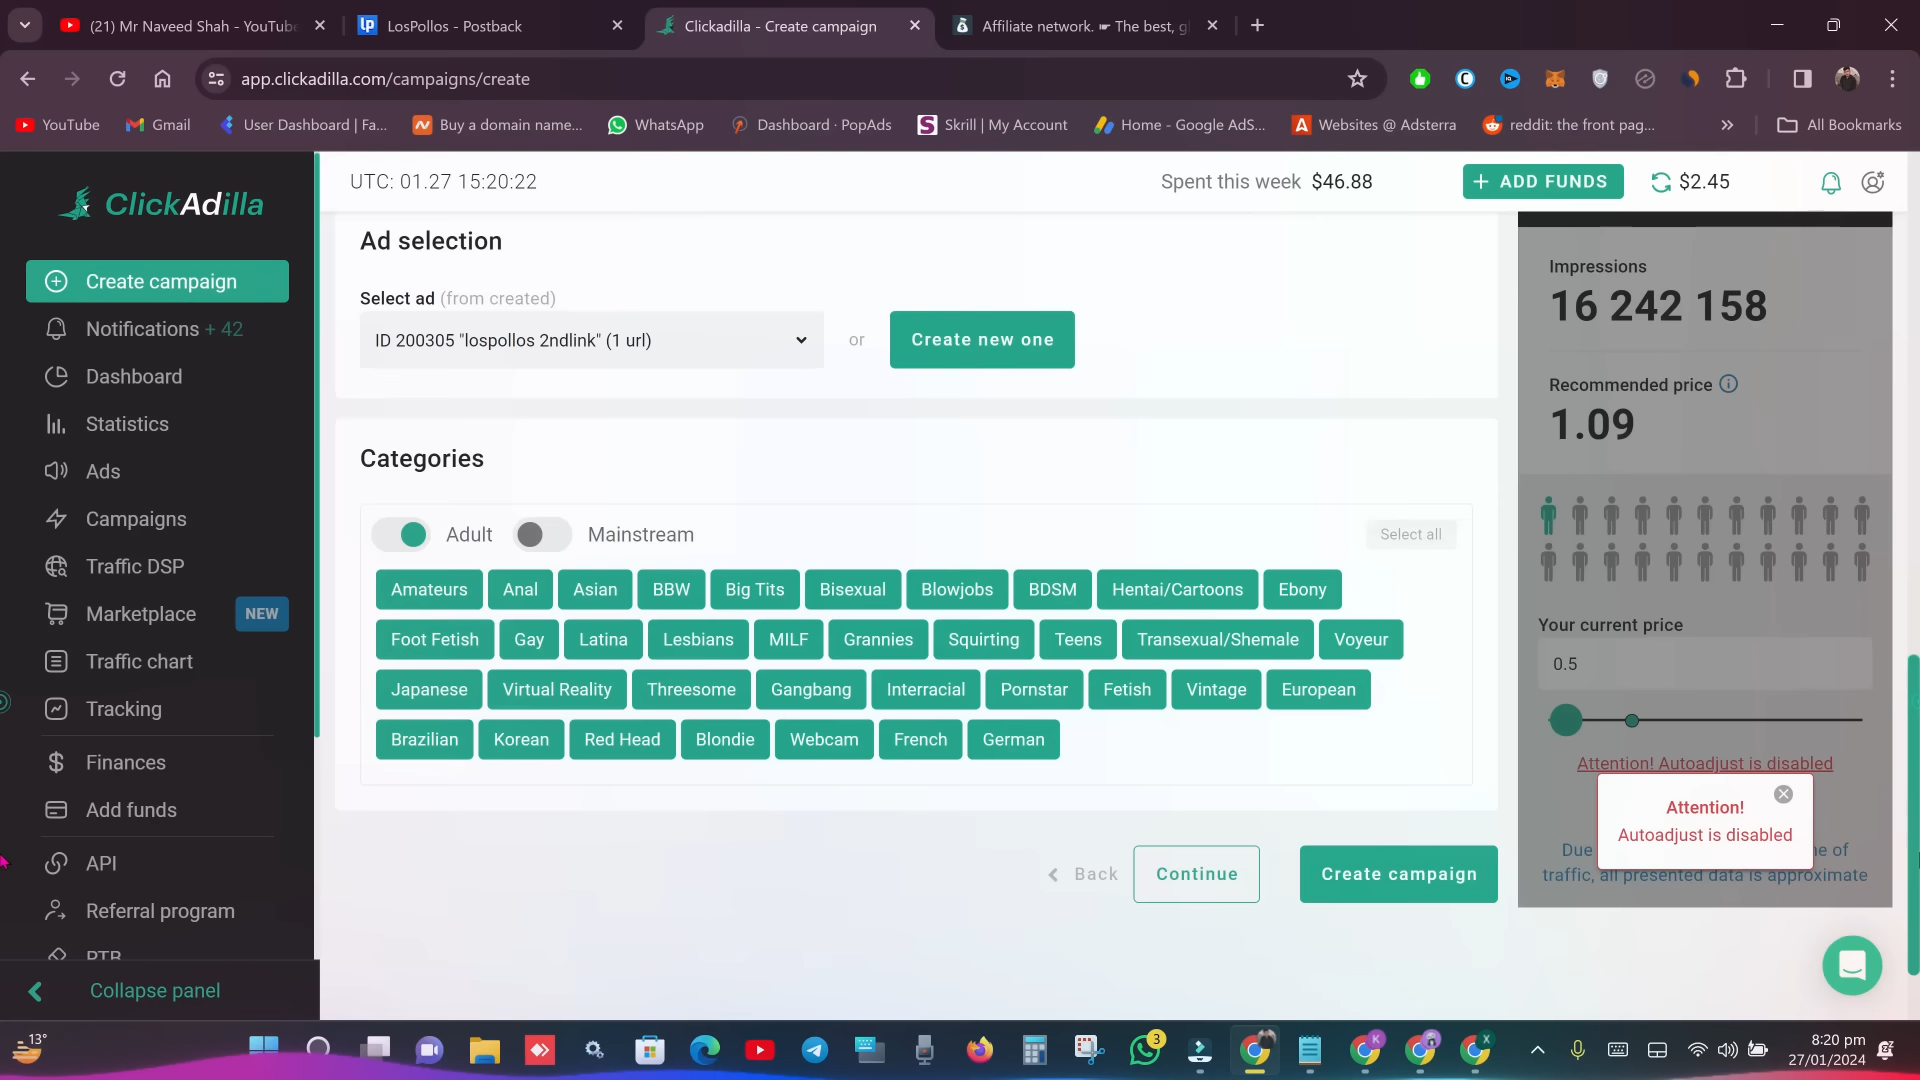 (21) Mr Naveed Shah - YouTube
LosPollos - Postback
Clickadilla - Create campaign
Affiliate network. ☛ The best, g
app.clickadilla.com/campaigns/create
YouTube
Gmail
User Dashboard | Fa...
Buy a domain name...
WhatsApp
Dashboard · PopAds
Skrill | My Account
Home - Google AdS...
Websites @ Adsterra
reddit: the front pag...
All Bookmarks
ClickAdilla
UTC: 01.27 15:20:22
Spent this week $46.88
+ ADD FUNDS
$2.45
Create campaign
Notifications + 42
Dashboard
Statistics
Ads
Campaigns
Traffic DSP
Marketplace NEW
Traffic chart
Tracking
Finances
Add funds
API
Referral program
RTB
Collapse panel
Ad selection
Select ad (from created)
ID 200305 "lospollos 2ndlink" (1 url)
or
Create new one
Categories
Adult
Mainstream
Select all
Amateurs Anal Asian BBW Big Tits Bisexual Blowjobs BDSM Hentai/Cartoons Ebony
Foot Fetish Gay Latina Lesbians MILF Grannies Squirting Teens Transexual/Shemale Voyeur
Japanese Virtual Reality Threesome Gangbang Interracial Pornstar Fetish Vintage European
Brazilian Korean Red Head Blondie Webcam French German
Back
Continue
Create campaign
Impressions
16 242 158
Recommended price
1.09
Your current price
0.5
Attention! Autoadjust is disabled
Attention!
Autoadjust is disabled
Due
me of
traffic, all presented data is approximate
13°
3
8:20 pm
27/01/2024